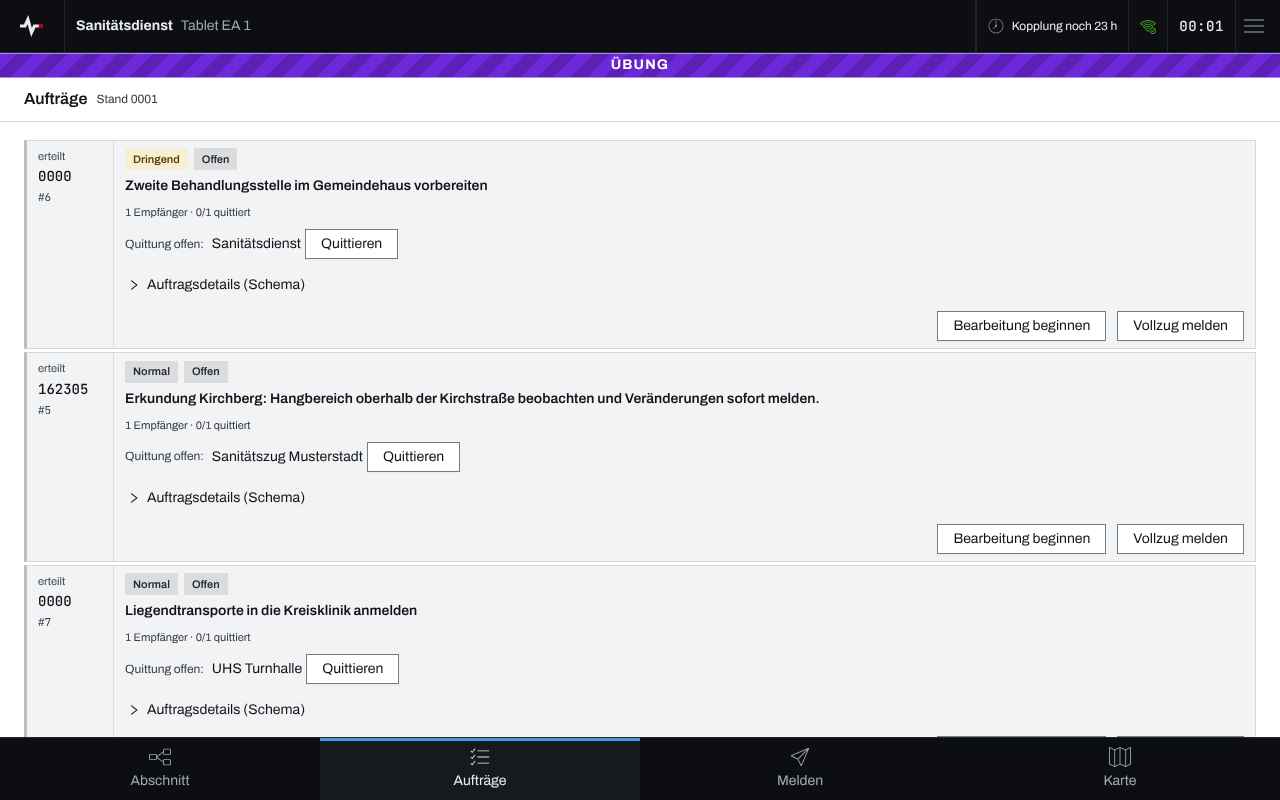 Sanitätsdienst Tablet EA 1
Kopplung noch 23 h
00:01
ÜBUNG
Aufträge Stand 0001
erteilt
0000
#6
Dringend Offen
Zweite Behandlungsstelle im Gemeindehaus vorbereiten
1 Empfänger · 0/1 quittiert
Quittung offen: Sanitätsdienst Quittieren
Auftragsdetails (Schema)
Bearbeitung beginnen Vollzug melden
erteilt
162305
#5
Normal Offen
Erkundung Kirchberg: Hangbereich oberhalb der Kirchstraße beobachten und Veränderungen sofort melden.
1 Empfänger · 0/1 quittiert
Quittung offen: Sanitätszug Musterstadt Quittieren
Auftragsdetails (Schema)
Bearbeitung beginnen Vollzug melden
erteilt
0000
#7
Normal Offen
Liegendtransporte in die Kreisklinik anmelden
1 Empfänger · 0/1 quittiert
Quittung offen: UHS Turnhalle Quittieren
Auftragsdetails (Schema)
Abschnitt Aufträge Melden Karte